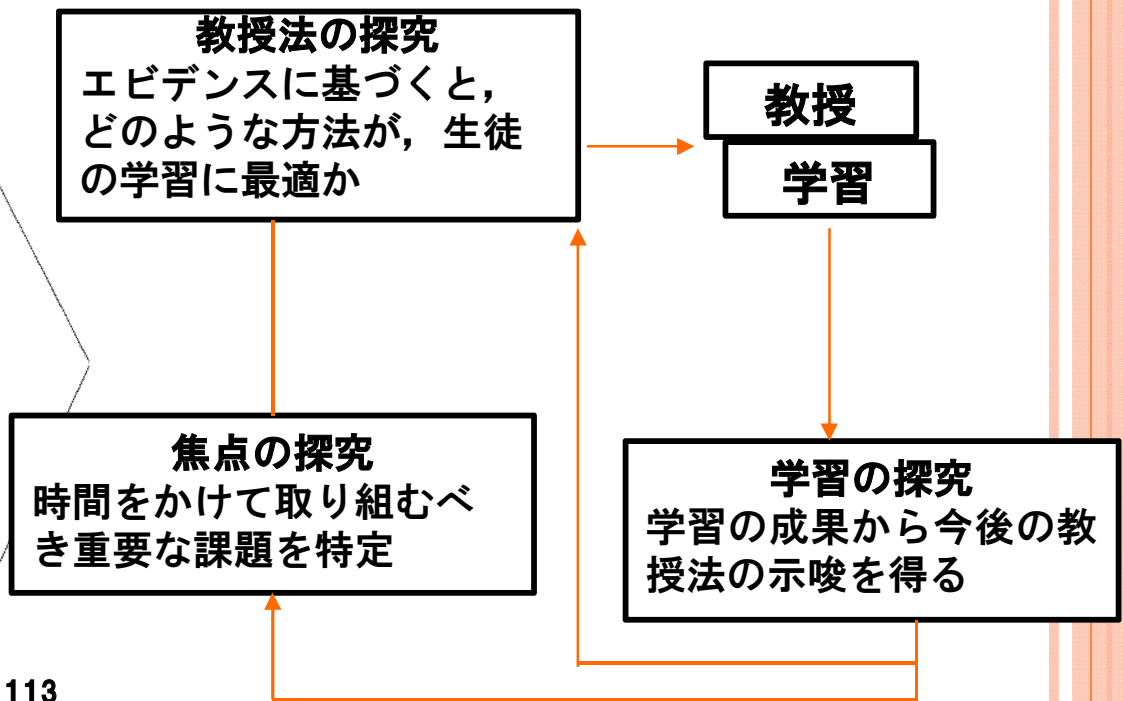 教授法の探究
エビデンスに基づくと，
どのような方法が，生徒
の学習に最適か
教授
学習
焦点の探究
時間をかけて取り組むべ
き重要な課題を特定
学習の探究
学習の成果から今後の教
授法の示唆を得る
113